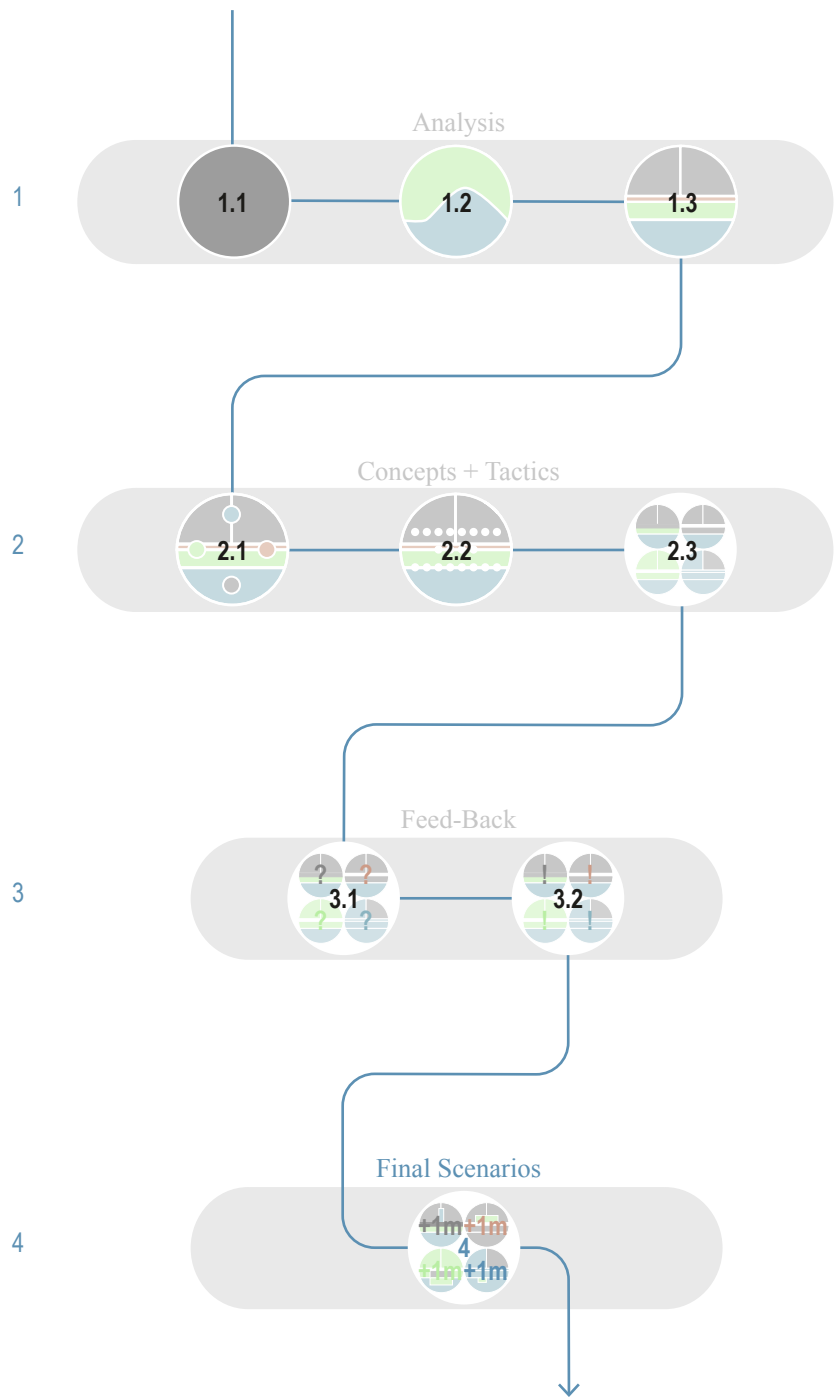 Analysis
1
1.1 1.2 1.3
Concepts + Tactics
2
2.1 2.2 2.3
Feed-Back
3
? ?
3.1
? ?
! !
3.2
! !
Final Scenarios
4
+1m +1m
4
+1m +1m